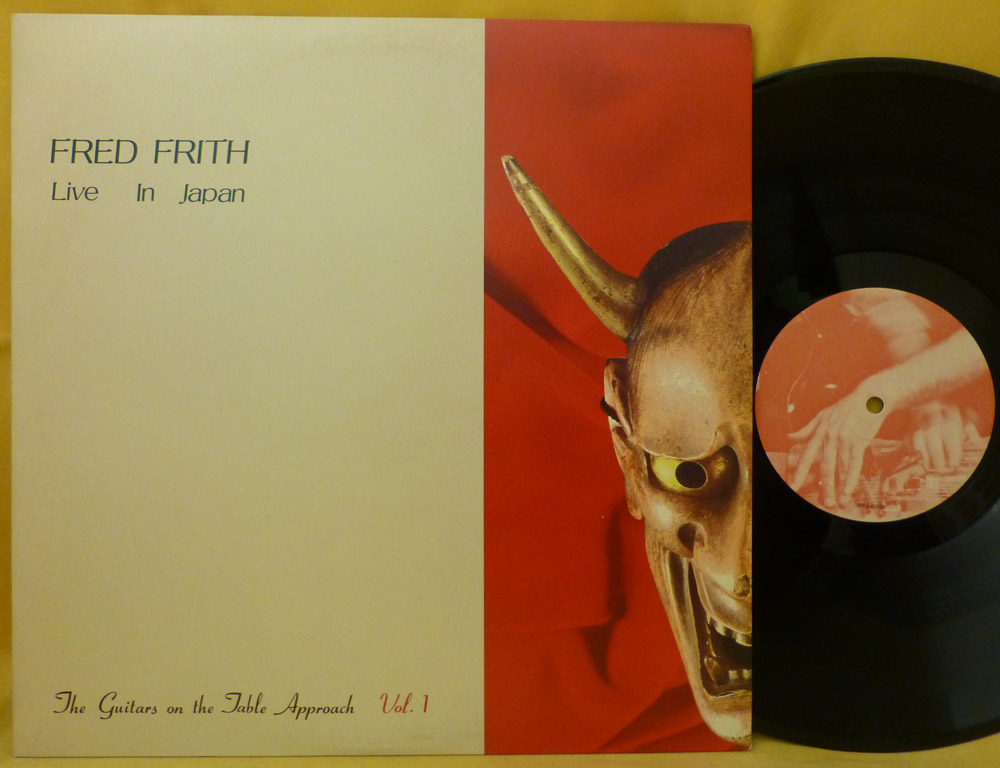 FRED FRITH
Live In Japan
The Guitars on the Table Approach Vol. 1